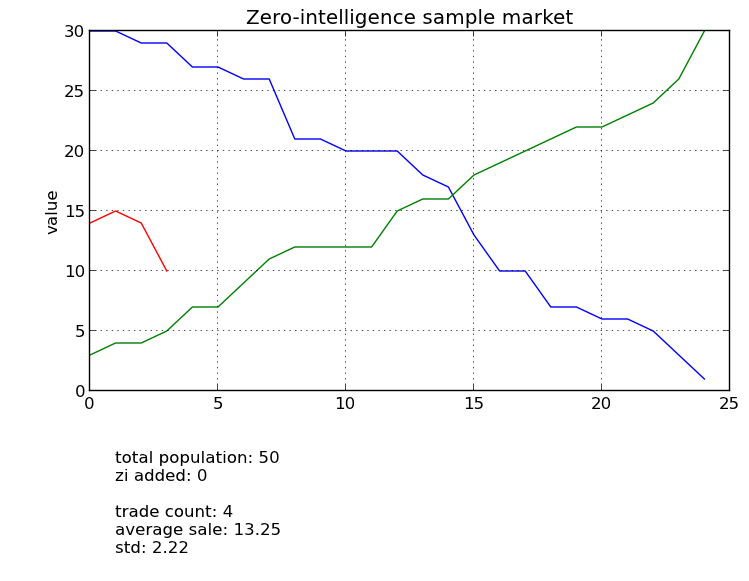 Zero-intelligence sample market
30
25
20
15
10
5
0
value
0 5 10 15 20 25
total population: 50
zi added: 0
trade count: 4
average sale: 13.25
std: 2.22